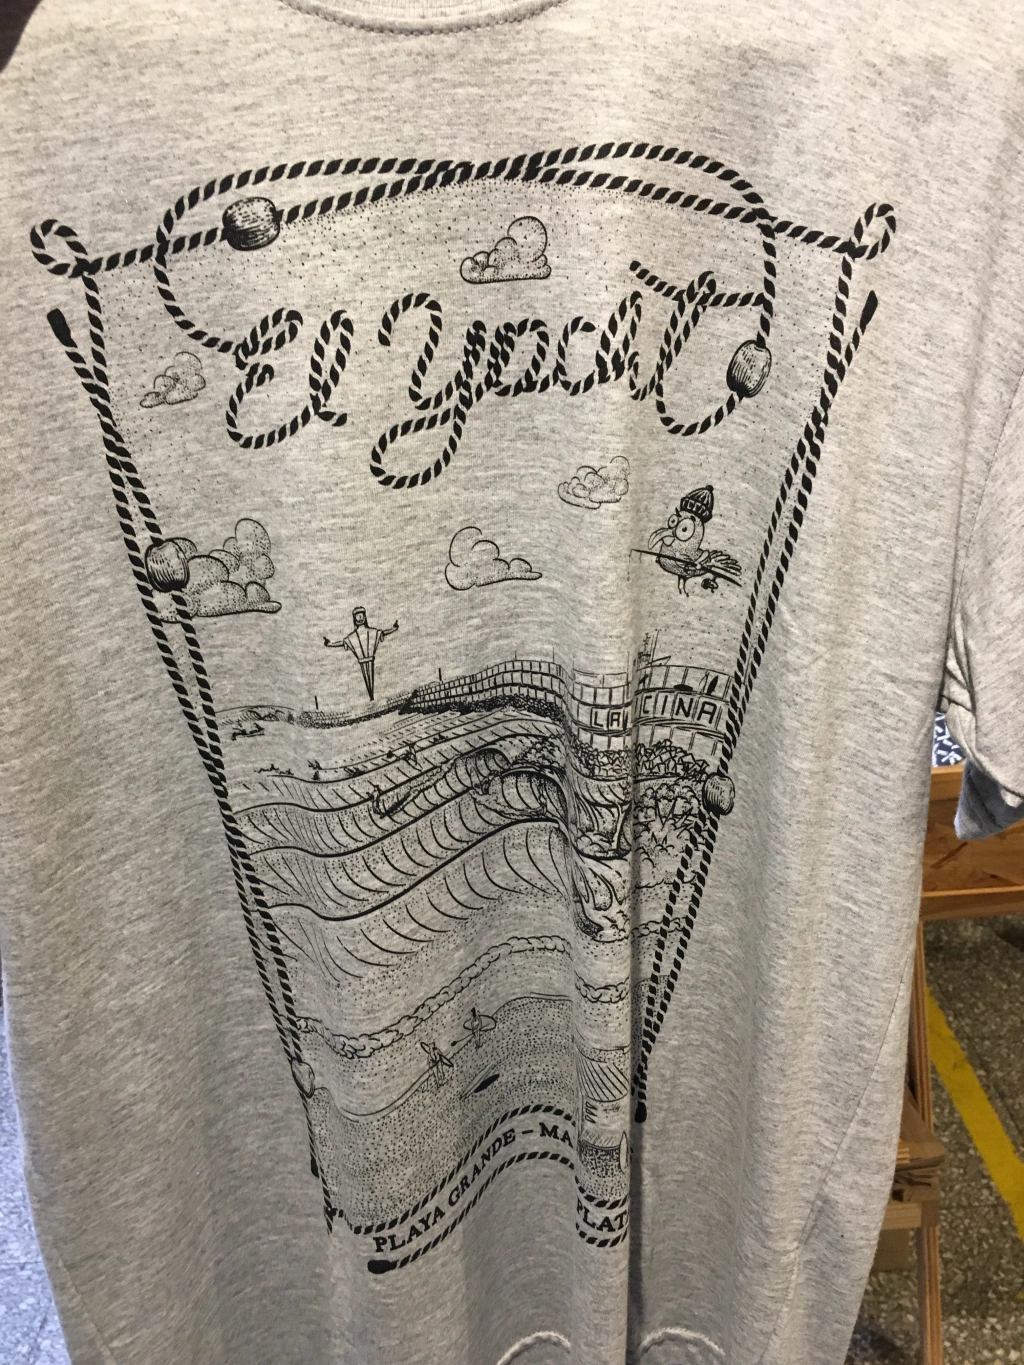 El Yacht
LA
CINA
PLAYA GRANDE - MA
PLAT